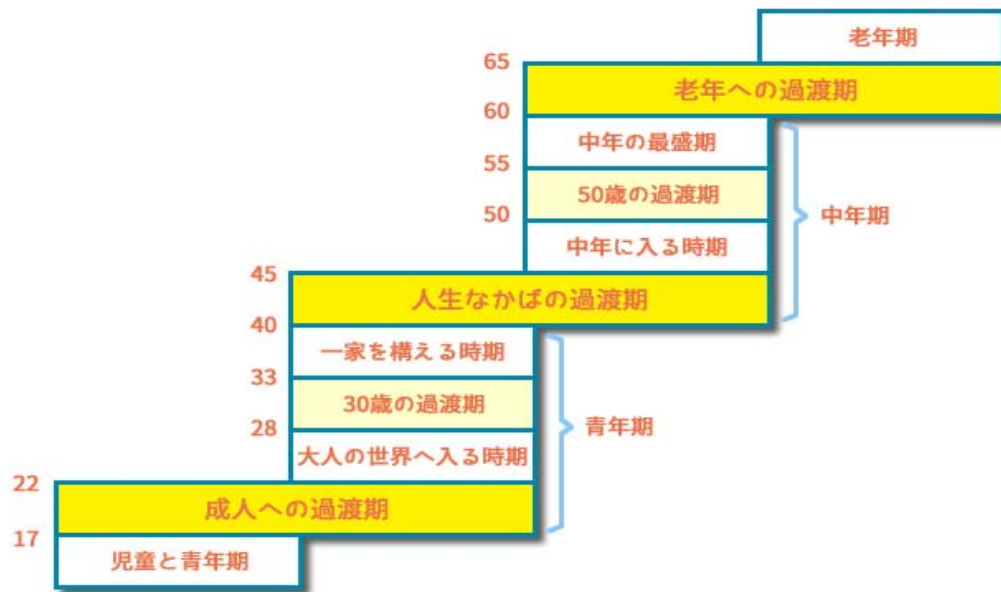 老年期
65
老年への過渡期
60
中年の最盛期
55
50歳の過渡期
50
中年期
中年に入る時期
45
人生なかばの過渡期
40
一家を構える時期
33
30歳の過渡期
28
青年期
大人の世界へ入る時期
22
成人への過渡期
17
児童と青年期